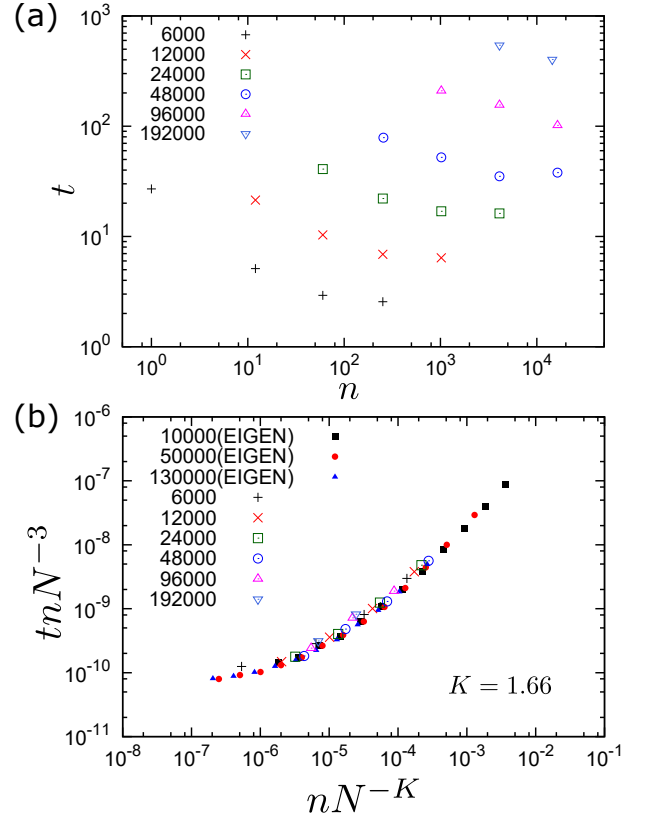 (a)
10^3
6000
12000
24000
48000
96000
192000
10^2
t
10^1
10^0
10^0 10^1 10^2 10^3 10^4
n
(b)
10^-6
10000(EIGEN)
50000(EIGEN)
130000(EIGEN)
10^-7
6000
12000
24000
48000
96000
192000
10^-8
tnN^-3
10^-9
10^-10
K = 1.66
10^-11
10^-8 10^-7 10^-6 10^-5 10^-4 10^-3 10^-2 10^-1
nN^-K